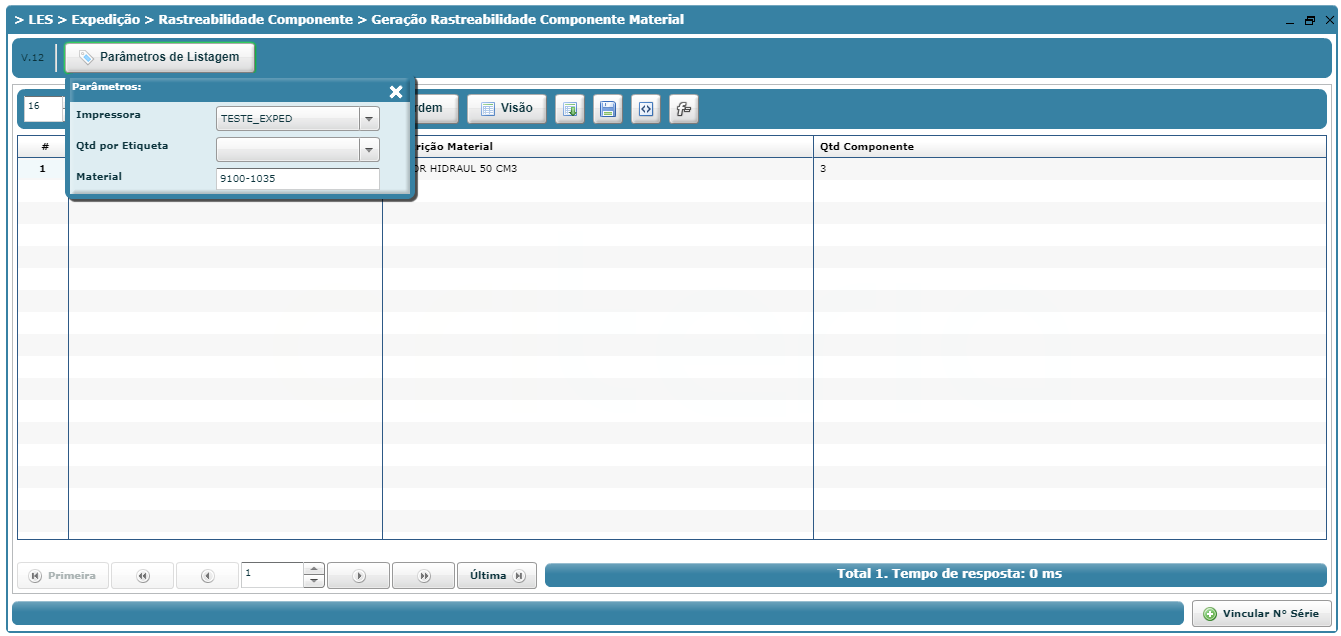 > LES > Expedição > Rastreabilidade Componente > Geração Rastreabilidade Componente Material
V.12
Parâmetros de Listagem
Parâmetros:
Impressora TESTE_EXPED
Qtd por Etiqueta
Material 9100-1035
16
rdem Visão
# rição Material Qtd Componente
1 OR HIDRAUL 50 CM3 3
Primeira 1 Última Total 1. Tempo de resposta: 0 ms
Vincular N° Série